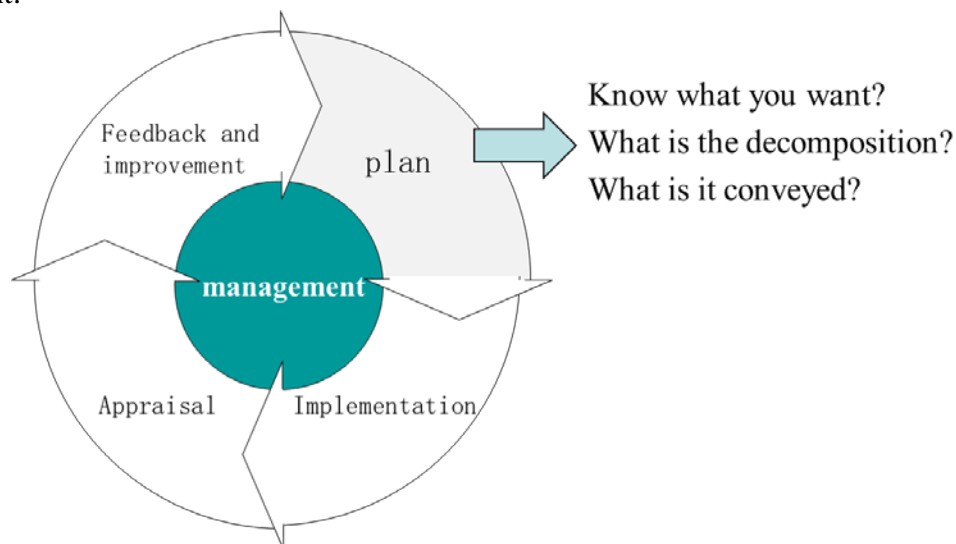 Feedback and
improvement
plan
Know what you want?
What is the decomposition?
What is it conveyed?
management
Appraisal
Implementation